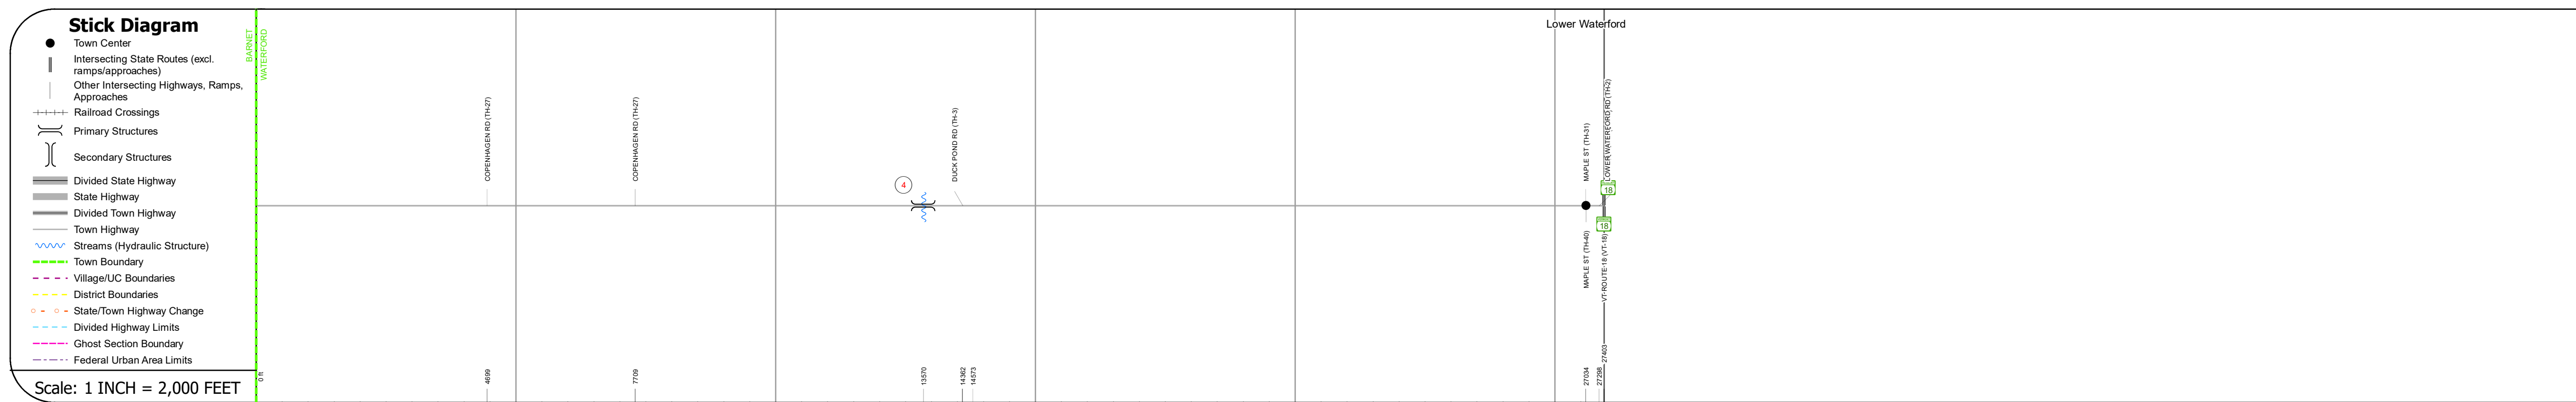 Stick Diagram
Town Center
Intersecting State Routes (excl.
ramps/approaches)
Other Intersecting Highways, Ramps,
Approaches
Railroad Crossings
Primary Structures
Secondary Structures
Divided State Highway
State Highway
Divided Town Highway
Town Highway
Streams (Hydraulic Structure)
Town Boundary
Village/UC Boundaries
District Boundaries
State/Town Highway Change
Divided Highway Limits
Ghost Section Boundary
Federal Urban Area Limits
Scale: 1 INCH = 2,000 FEET
BARNET
WATERFORD
0 ft
COPENHAGEN RD (TH-27)
4699
COPENHAGEN RD (TH-27)
7709
4
13570
DUCK POND RD (TH-3)
14362
14573
Lower Waterford
MAPLE ST (TH-31)
MAPLE ST (TH-40)
27034
LOWER WATERFORD RD (TH-2)
18
18
VT-ROUTE-18 (VT-18)
27298
27403